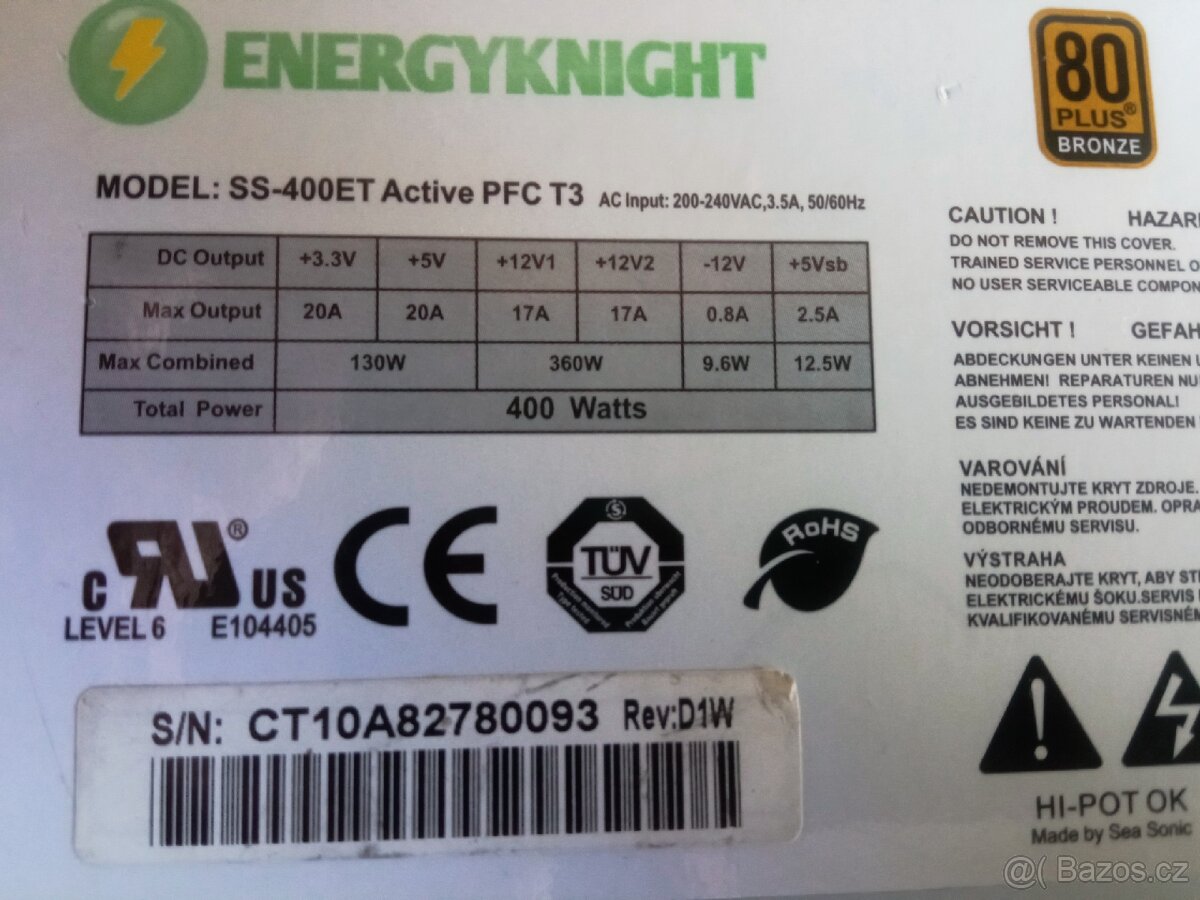 ENERGYKNIGHT
80
PLUS®
BRONZE
MODEL: SS-400ET Active PFC T3 AC Input: 200-240VAC,3.5A, 50/60Hz
DC Output +3.3V +5V +12V1 +12V2 -12V +5Vsb
Max Output 20A 20A 17A 17A 0.8A 2.5A
Max Combined 130W 360W 9.6W 12.5W
Total Power 400 Watts
CAUTION !
DO NOT REMOVE THIS COVER.
TRAINED SERVICE PERSONNEL
NO USER SERVICEABLE
VORSICHT !
ABDECKUNGEN UNTER KEINEN
ABNEHMEN! REPARATUREN
AUSGEBILDETES PERSONAL!
ES SIND KEINE ZU WARTENDEN
VAROVÁNÍ
NEDEMONTUJTE KRYT ZDROJE.
ELEKTRICKÝM PROUDEM.
ODBORNÉMU SERVISU.
VÝSTRAHA
NEODOBERAJTE KRYT, ABY
ELEKTRICKÉMU ŠOKU.SERVIS
KVALIFIKOVANÉMU
C RU® US
LEVEL 6 E104405
CE
TÜV
SÜD
RoHS
S/N: CT10A82780093 Rev:D1W
HI-POT OK
Made by Sea Sonic
@( Bazos.cz